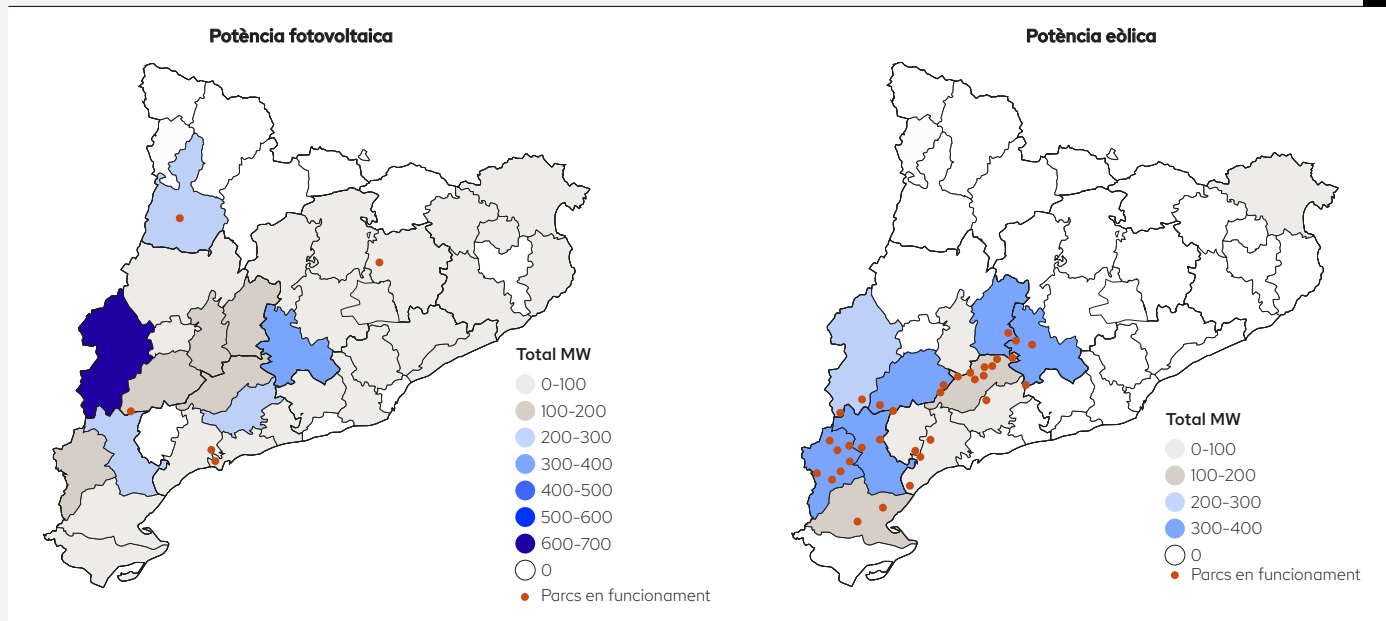 Potència fotovoltaica
Total MW
0-100
100-200
200-300
300-400
400-500
500-600
600-700
0
Parcs en funcionament
Potència eòlica
Total MW
0-100
100-200
200-300
300-400
0
Parcs en funcionament